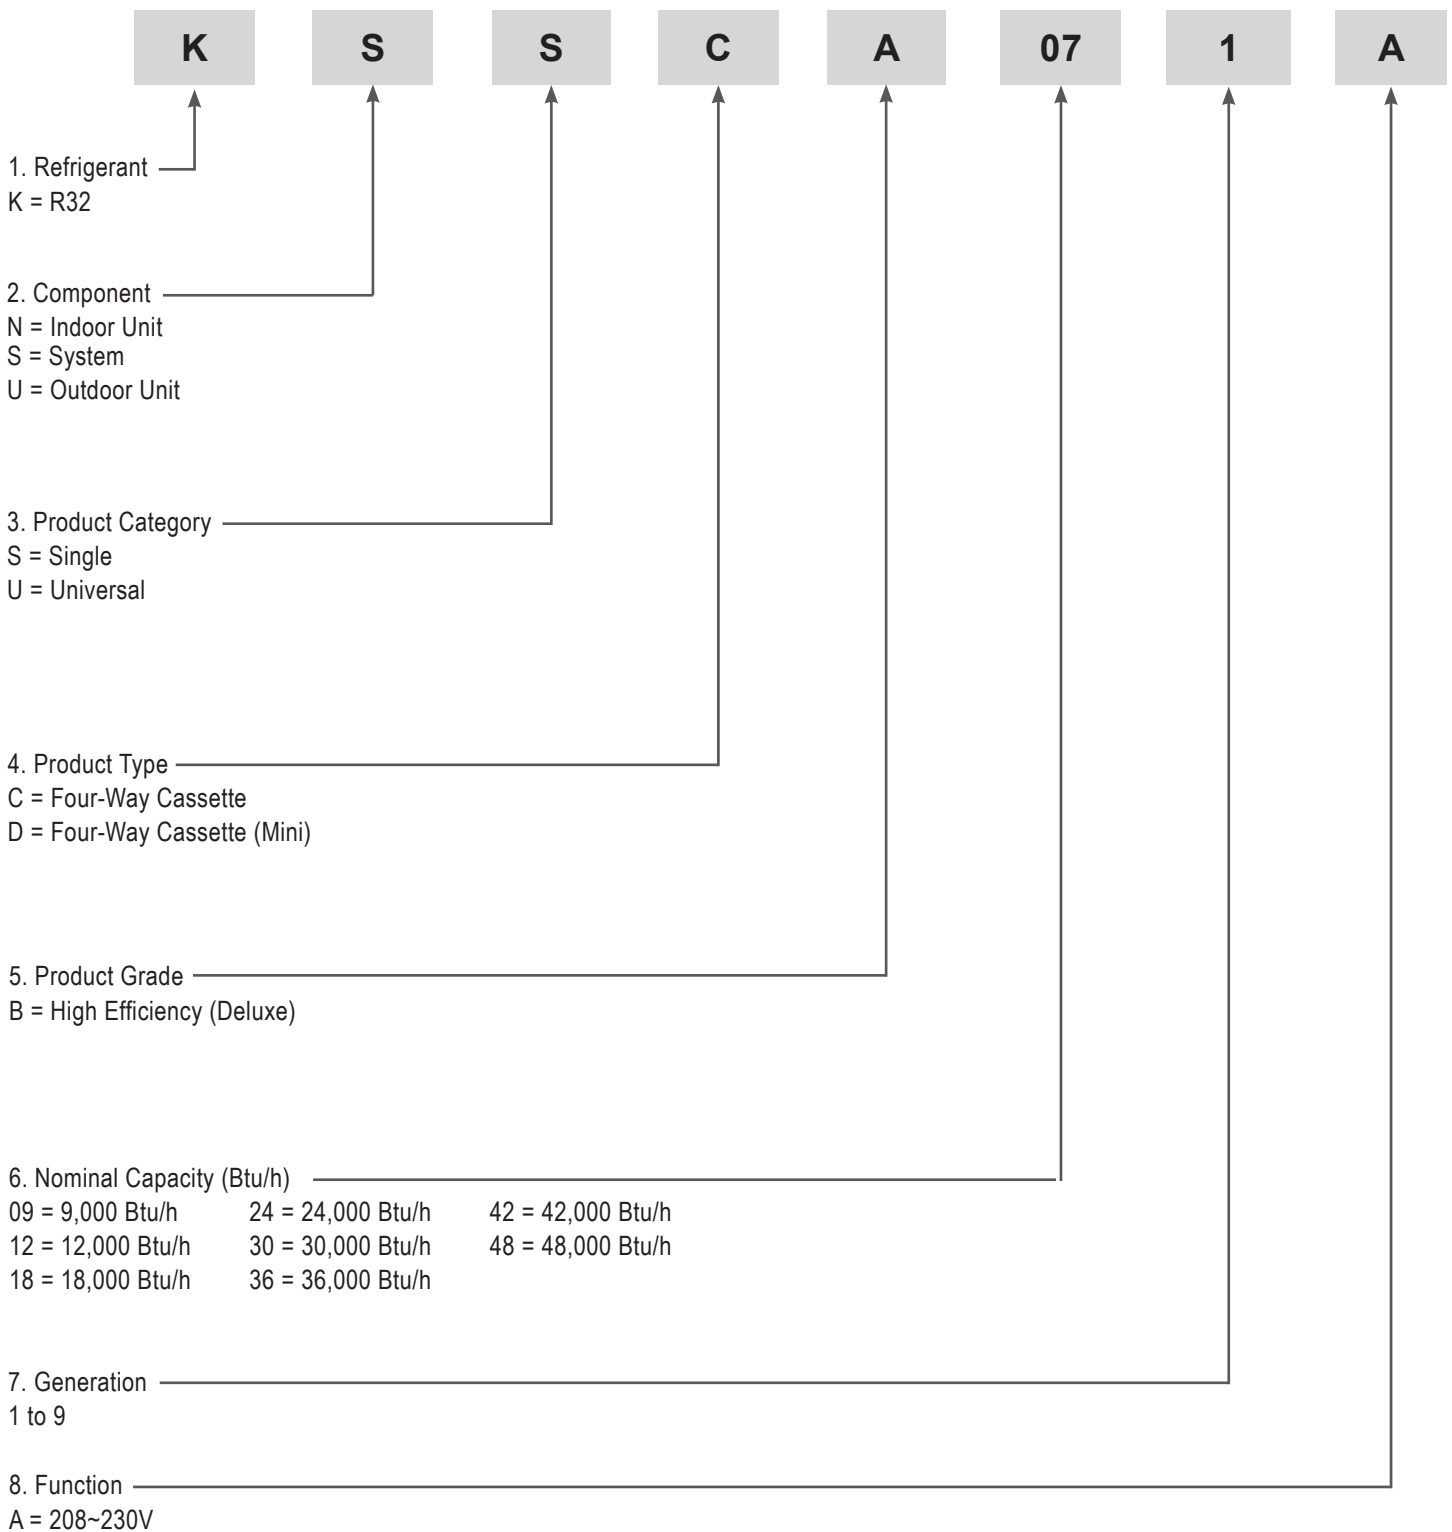 K S S C A 07 1 A
1. Refrigerant
K = R32
2. Component
N = Indoor Unit
S = System
U = Outdoor Unit
3. Product Category
S = Single
U = Universal
4. Product Type
C = Four-Way Cassette
D = Four-Way Cassette (Mini)
5. Product Grade
B = High Efficiency (Deluxe)
6. Nominal Capacity (Btu/h)
09 = 9,000 Btu/h 24 = 24,000 Btu/h 42 = 42,000 Btu/h
12 = 12,000 Btu/h 30 = 30,000 Btu/h 48 = 48,000 Btu/h
18 = 18,000 Btu/h 36 = 36,000 Btu/h
7. Generation
1 to 9
8. Function
A = 208~230V